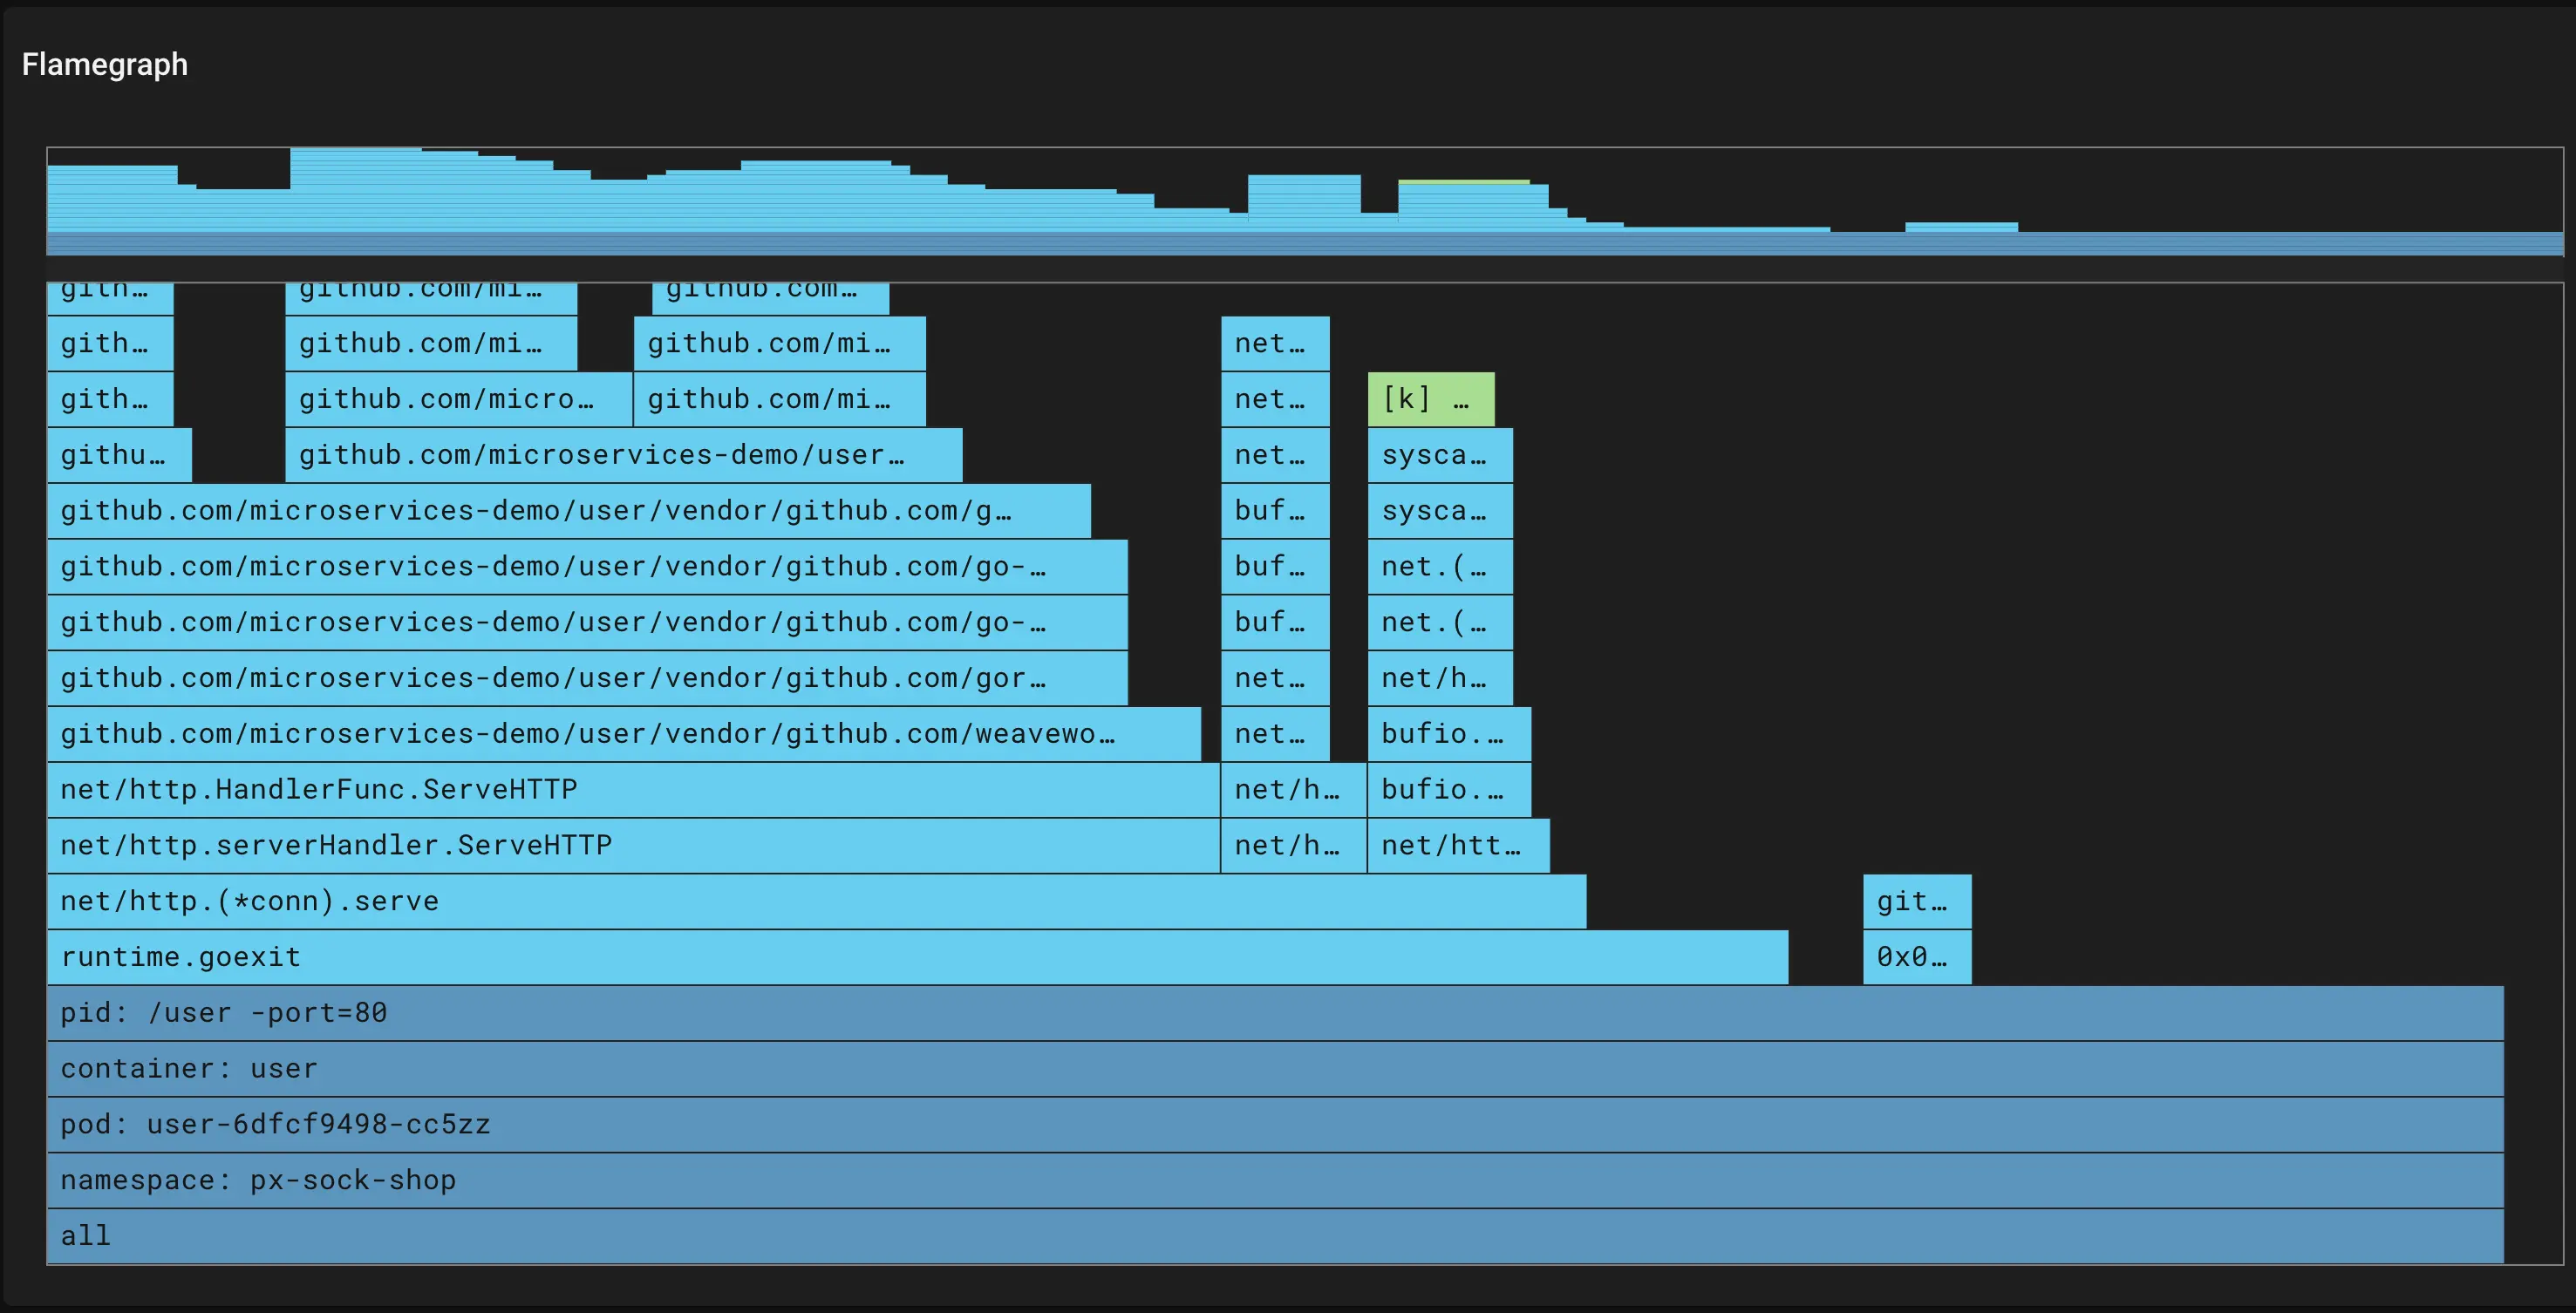 Flamegraph
gith… github.com/mi… github.com…
gith… github.com/mi… github.com/mi… net…
gith… github.com/micro… github.com/mi… net… [k] …
githu… github.com/microservices-demo/user… net… sysca…
github.com/microservices-demo/user/vendor/github.com/g… buf… sysca…
github.com/microservices-demo/user/vendor/github.com/go-… buf… net.(…
github.com/microservices-demo/user/vendor/github.com/go-… buf… net.(…
github.com/microservices-demo/user/vendor/github.com/gor… net… net/h…
github.com/microservices-demo/user/vendor/github.com/weavewo… net… bufio.…
net/http.HandlerFunc.ServeHTTP net/h… bufio.…
net/http.serverHandler.ServeHTTP net/h… net/htt…
net/http.(*conn).serve git…
runtime.goexit 0x0…
pid: /user -port=80
container: user
pod: user-6dfcf9498-cc5zz
namespace: px-sock-shop
all